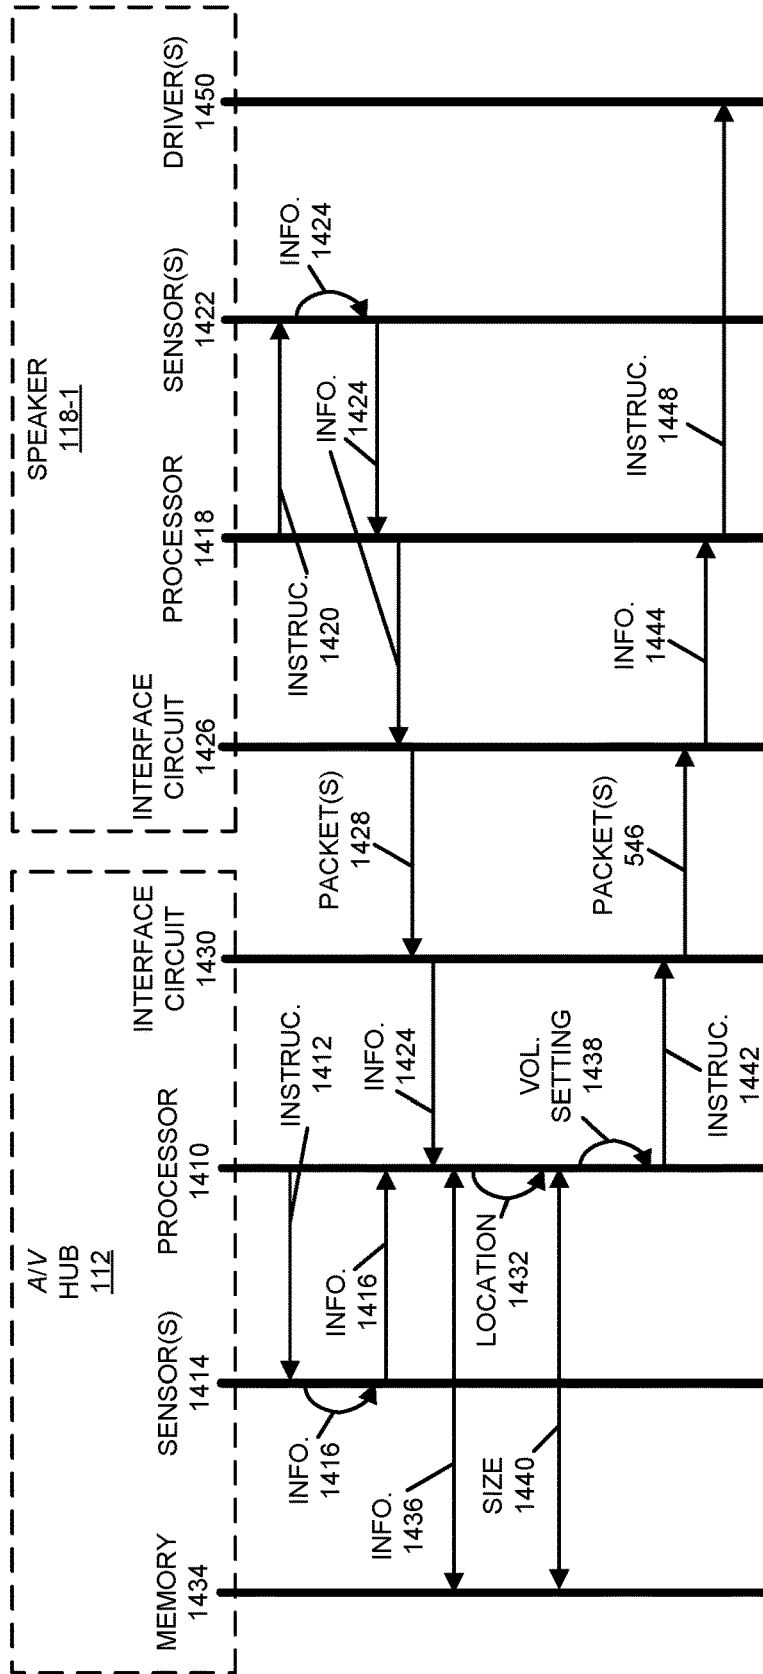 A/V
HUB
112
SPEAKER
118-1
MEMORY
1434
SENSOR(S)
1414
PROCESSOR
1410
INTERFACE
CIRCUIT
1430
INTERFACE
CIRCUIT
1426
PROCESSOR
1418
SENSOR(S)
1422
DRIVER(S)
1450
INSTRUC.
1412
INSTRUC.
1420
INFO.
1416
INFO.
1416
INFO.
1424
INFO.
1424
PACKET(S)
1428
INFO.
1424
INFO.
1436
LOCATION
1432
SIZE
1440
VOL.
SETTING
1438
INSTRUC.
1442
PACKET(S)
546
INFO.
1444
INSTRUC.
1448